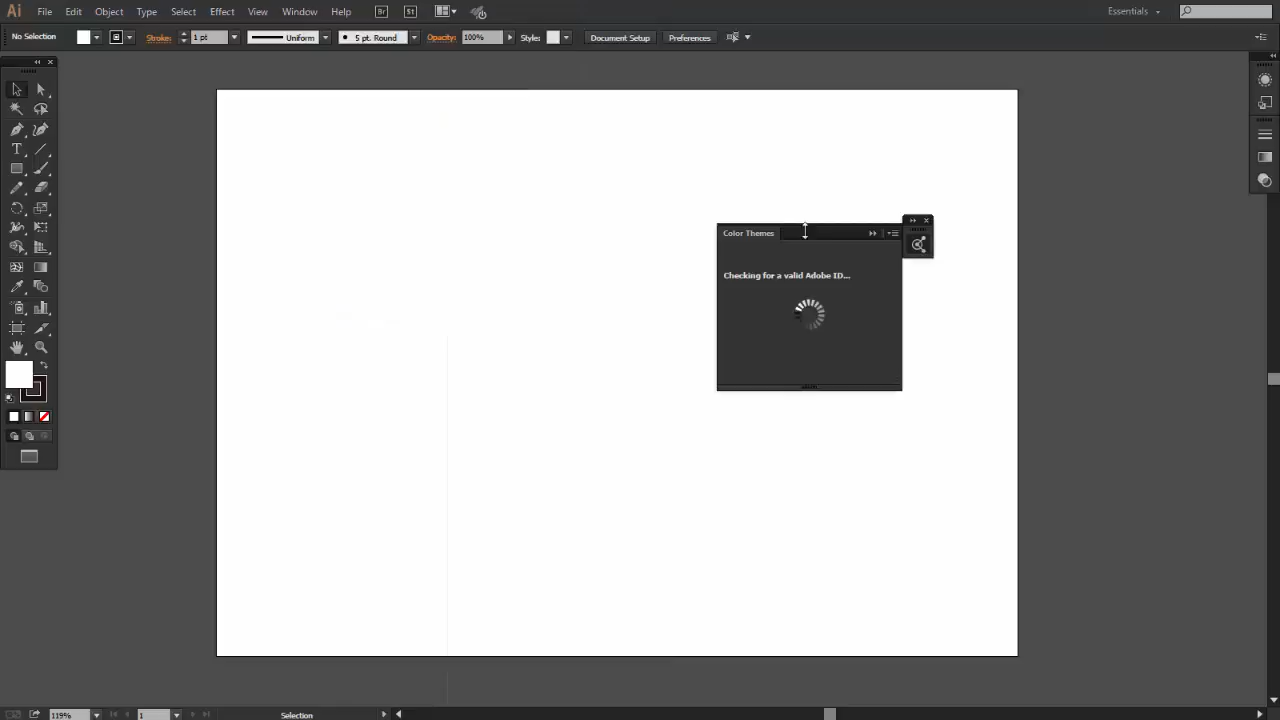 Ai File Edit Object Type Select Effect View Window Help Br St Essentials
No Selection Stroke: 1 pt Uniform 5 pt. Round Opacity: 100% Style: Document Setup Preferences
Color Themes
Checking for a valid Adobe ID...
119% 1 Selection